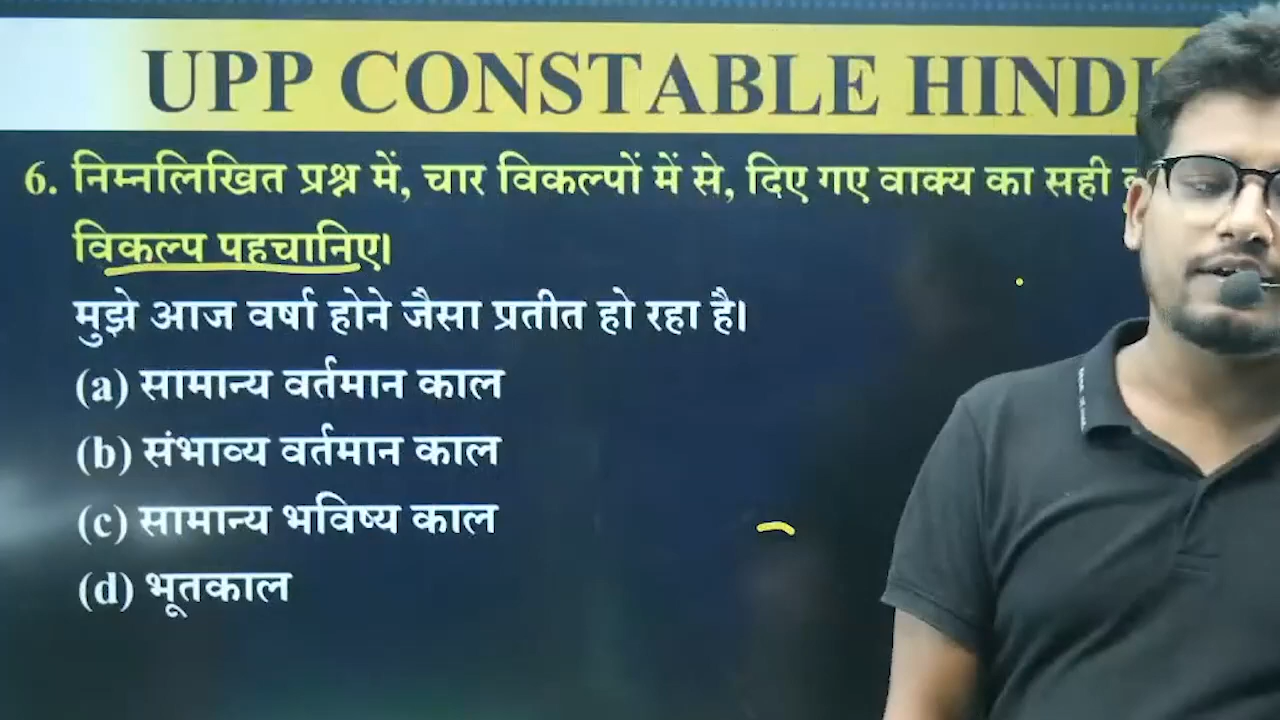 UPP CONSTABLE HINDI
6. निम्नलिखित प्रश्न में, चार विकल्पों में से, दिए गए वाक्य का सही
विकल्प पहचानिए।
मुझे आज वर्षा होने जैसा प्रतीत हो रहा है।
(a) सामान्य वर्तमान काल
(b) संभाव्य वर्तमान काल
(c) सामान्य भविष्य काल
(d) भूतकाल